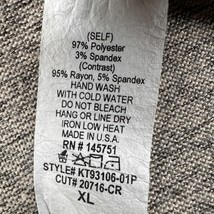 (SELF)
97% Polyester
3% Spandex
(Contrast)
95% Rayon, 5% Spandex
HAND WASH
WITH COLD WATER
DO NOT BLEACH
HANG OR LINE DRY
IRON LOW HEAT
MADE IN USA
RN # 145751
STYLE# KT93106-01P
CUT# 20716-CR
XL